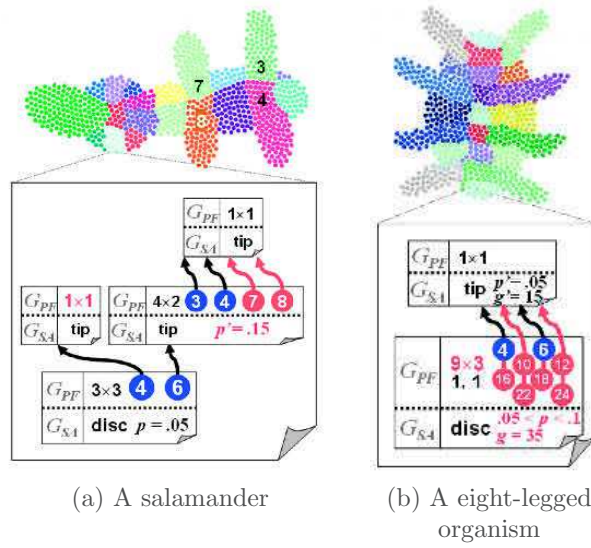 3
7
4
8
G_PF 1×1
G_SA tip
G_PF 1×1
G_SA tip
G_PF 4×2 3 4 7 8
G_SA tip p'= .15
G_PF 3×3 4 6
G_SA disc p = .05
(a) A salamander
G_PF 1×1
G_SA tip p'= .05
g'= 15
G_PF 9×3
1, 1
4 6
10 12
16 18
22 24
G_SA disc .05 < p < .1
g = 35
(b) A eight-legged
organism